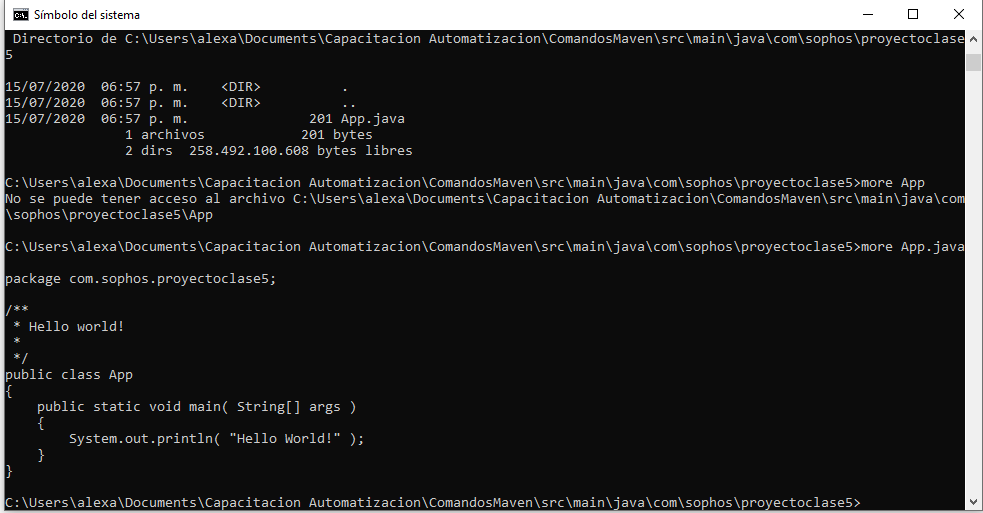 Símbolo del sistema
 Directorio de C:\Users\alexa\Documents\Capacitacion Automatizacion\ComandosMaven\src\main\java\com\sophos\proyectoclase
5

15/07/2020  06:57 p. m.    <DIR>          .
15/07/2020  06:57 p. m.    <DIR>          ..
15/07/2020  06:57 p. m.               201 App.java
               1 archivos            201 bytes
               2 dirs  258.492.100.608 bytes libres

C:\Users\alexa\Documents\Capacitacion Automatizacion\ComandosMaven\src\main\java\com\sophos\proyectoclase5>more App
No se puede tener acceso al archivo C:\Users\alexa\Documents\Capacitacion Automatizacion\ComandosMaven\src\main\java\com
\sophos\proyectoclase5\App

C:\Users\alexa\Documents\Capacitacion Automatizacion\ComandosMaven\src\main\java\com\sophos\proyectoclase5>more App.java

package com.sophos.proyectoclase5;

/**
 * Hello world!
 *
 */
public class App
{
    public static void main( String[] args )
    {
        System.out.println( "Hello World!" );
    }
}

C:\Users\alexa\Documents\Capacitacion Automatizacion\ComandosMaven\src\main\java\com\sophos\proyectoclase5>